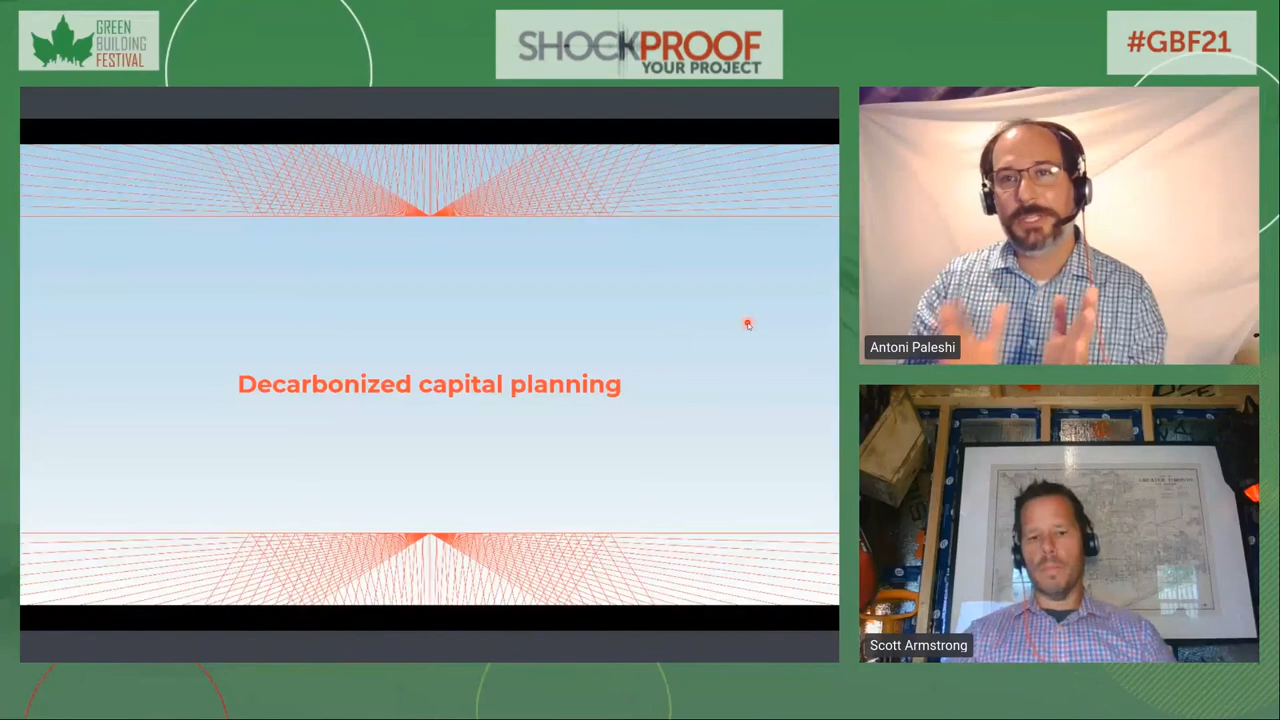 GREEN
BUILDING
FESTIVAL
SHOCKPROOF
YOUR PROJECT
#GBF21
Decarbonized capital planning
Antoni Paleshi
GREATER TORONTO
Scott Armstrong